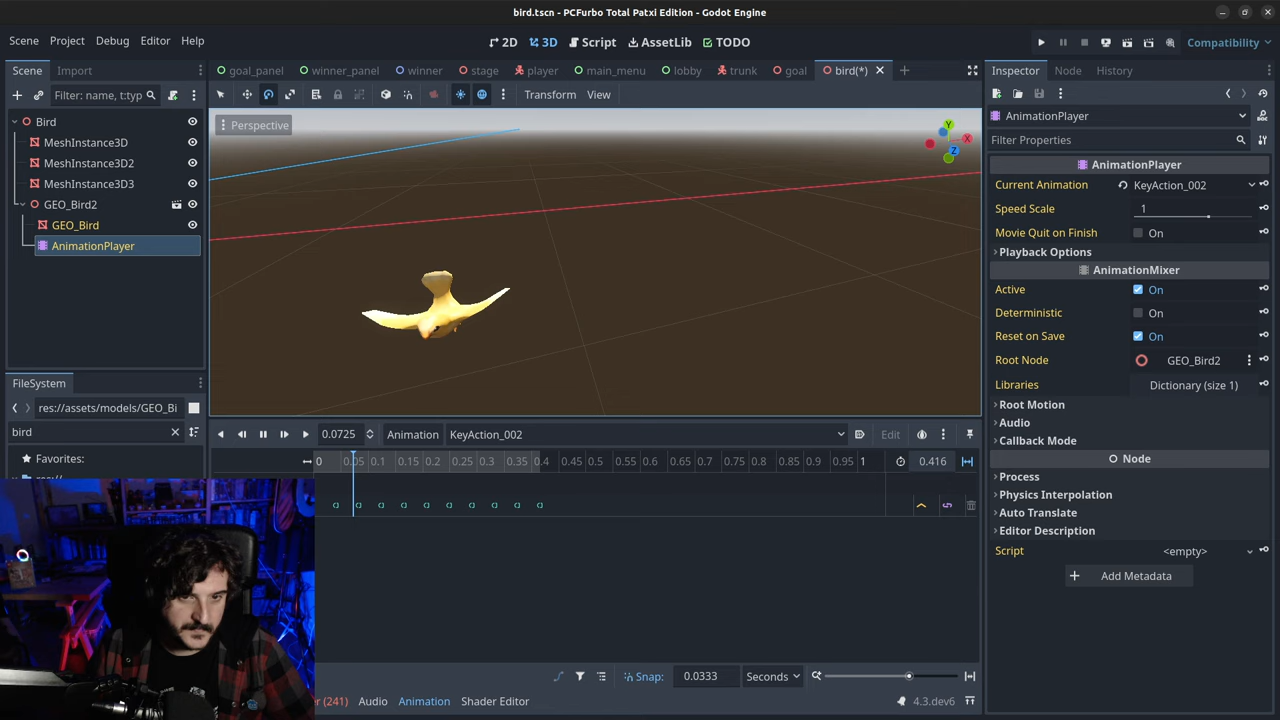 bird.tscn - PCFurbo Total Patxi Edition - Godot Engine
Scene Project Debug Editor Help
2D 3D Script AssetLib TODO
Compatibility
Scene Import
goal_panel winner_panel winner stage player main_menu lobby trunk goal bird(*)
Inspector Node History
Filter: name, t:typ
Transform View
Bird
MeshInstance3D
MeshInstance3D2
MeshInstance3D3
GEO_Bird2
GEO_Bird
AnimationPlayer
Perspective
Y
X
Z
AnimationPlayer
Filter Properties
AnimationPlayer
Current Animation KeyAction_002
Speed Scale 1
Movie Quit on Finish On
Playback Options
AnimationMixer
Active On
Deterministic On
Reset on Save On
Root Node GEO_Bird2
Libraries Dictionary (size 1)
Root Motion
Audio
Callback Mode
Node
Process
Physics Interpolation
Auto Translate
Editor Description
Script <empty>
Add Metadata
FileSystem
res://assets/models/GEO_Bi
bird
Favorites:
0.0725 Animation KeyAction_002 Edit
0 0.05 0.1 0.15 0.2 0.25 0.3 0.35 0.4 0.45 0.5 0.55 0.6 0.65 0.7 0.75 0.8 0.85 0.9 0.95 1 0.416
Snap: 0.0333 Seconds
(241) Audio Animation Shader Editor 4.3.dev6